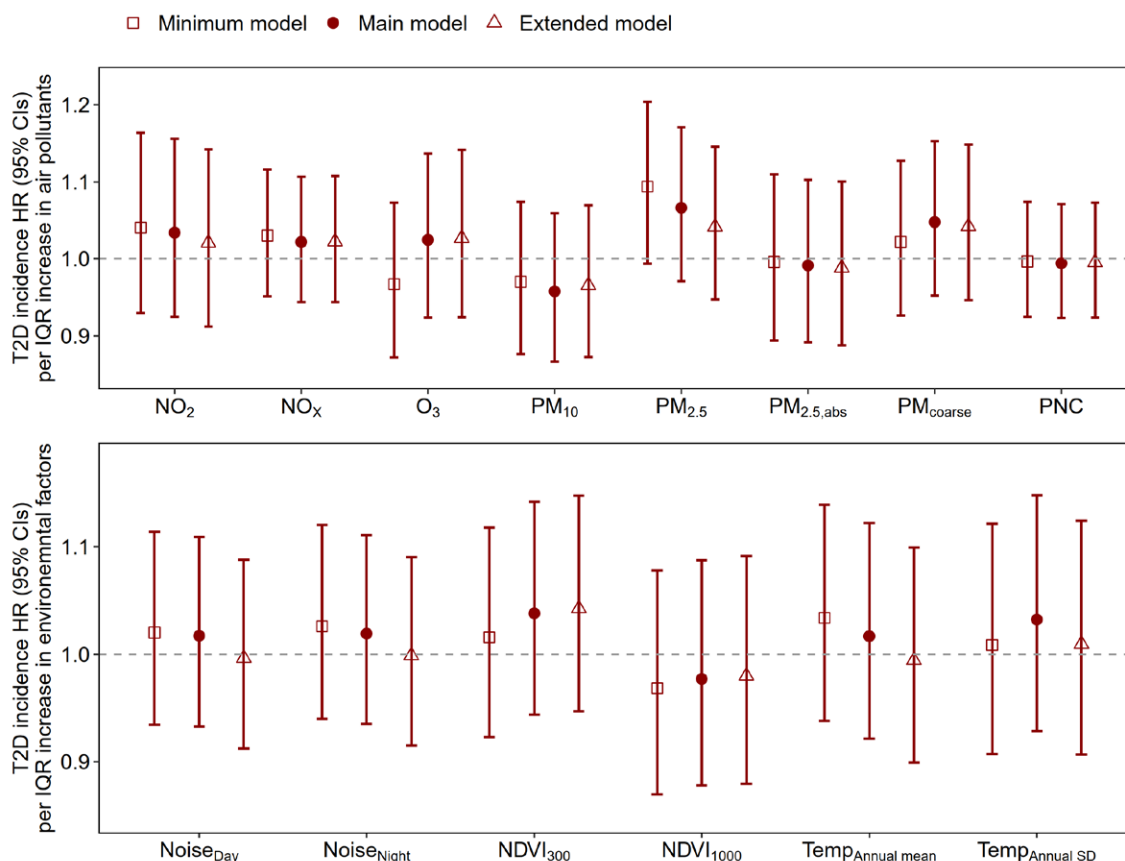 Minimum model Main model Extended model
T2D incidence HR (95% CIs)
per IQR increase in air pollutants
1.2
1.1
1.0
0.9
NO₂ NOₓ O₃ PM₁₀ PM₂.₅ PM₂.₅,abs PMcoarse PNC
T2D incidence HR (95% CIs)
per IQR increase in environemntal factors
1.1
1.0
0.9
NoiseDay NoiseNight NDVI₃₀₀ NDVI₁₀₀₀ TempAnnual mean TempAnnual SD